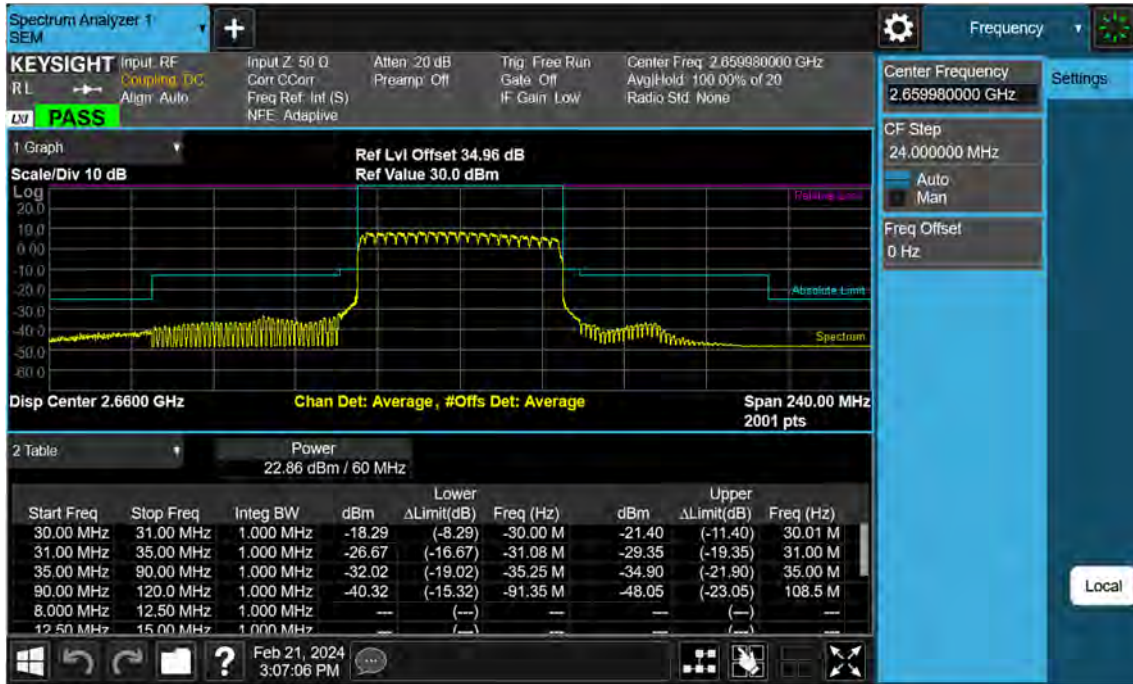 Spectrum Analyzer 1
SEM
Frequency
KEYSIGHT
RL
LXI PASS
Input: RF
Coupling: DC
Align: Auto
Input Z: 50 Ω
Corr CCorr
Freq Ref: Int (S)
NFE: Adaptive
Atten: 20 dB
Preamp: Off
Trig: Free Run
Gate: Off
IF Gain: Low
Center Freq: 2.659980000 GHz
Avg|Hold: 100.00% of 20
Radio Std: None
Center Frequency
2.659980000 GHz
Settings
CF Step
24.000000 MHz
Auto
Man
Freq Offset
0 Hz
Local
1 Graph
Scale/Div 10 dB
Ref Lvl Offset 34.96 dB
Ref Value 30.0 dBm
Log
20.0
10.0
0.00
-10.0
-20.0
-30.0
-40.0
-50.0
-60.0
Absolute Limit
Spectrum
Disp Center 2.6600 GHz
Chan Det: Average, #Offs Det: Average
Span 240.00 MHz
2001 pts
2 Table
Power
22.86 dBm / 60 MHz
Lower Upper
Start Freq Stop Freq Integ BW dBm ΔLimit(dB) Freq (Hz) dBm ΔLimit(dB) Freq (Hz)
30.00 MHz 31.00 MHz 1.000 MHz -18.29 (-8.29) -30.00 M -21.40 (-11.40) 30.01 M
31.00 MHz 35.00 MHz 1.000 MHz -26.67 (-16.67) -31.08 M -29.35 (-19.35) 31.00 M
35.00 MHz 90.00 MHz 1.000 MHz -32.02 (-19.02) -35.25 M -34.90 (-21.90) 35.00 M
90.00 MHz 120.0 MHz 1.000 MHz -40.32 (-15.32) -91.35 M -48.05 (-23.05) 108.5 M
8.000 MHz 12.50 MHz 1.000 MHz --- (---) --- --- (---) ---
12.50 MHz 15.00 MHz 1.000 MHz --- (---) --- --- (---) ---
Feb 21, 2024
3:07:06 PM